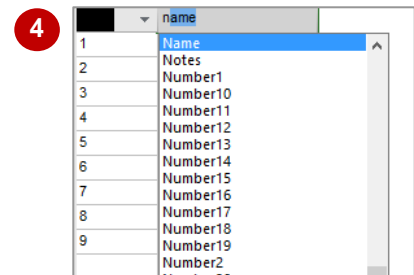 4
name
1
Name
2
Notes
Number1
3
Number10
4
Number11
Number12
5
Number13
6
Number14
Number15
7
Number16
8
Number17
Number18
9
Number19
Number2